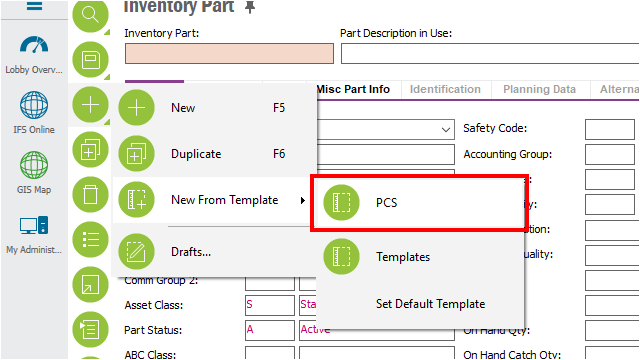 Inventory Part
Inventory Part:
Part Description in Use:
Lobby Overv...
IFS Online
GIS Map
My Administ...
Misc Part Info
Identification
Planning Data
Alterna
New F5
Duplicate F6
New From Template
Drafts...
PCS
Templates
Set Default Template
Safety Code:
Accounting Group:
Comm Group 2:
Asset Class: S Sta
Part Status: A Active
ABC Class:
On Hand Qty:
On Hand Catch Qty: